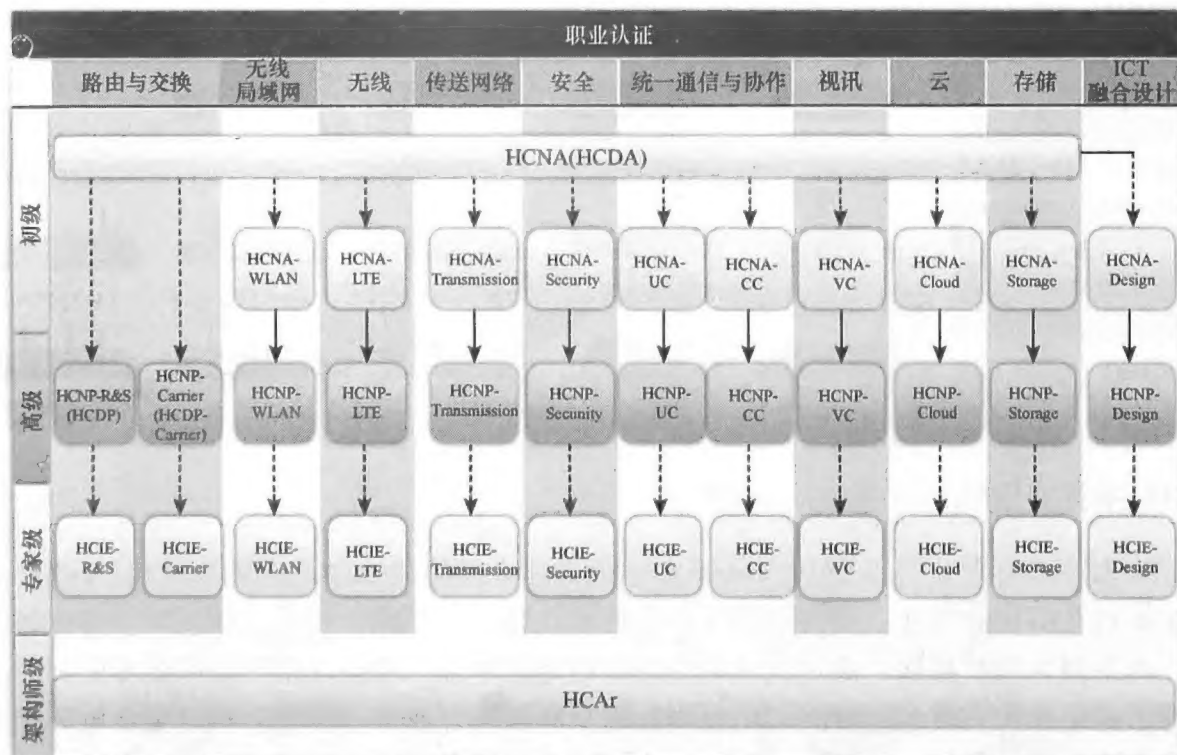 职业认证
路由与交换
无线
局域网
无线
传送网络
安全
统一通信与协作
视讯
云
存储
ICT
融合设计
初级
HCNA(HCDA)
HCNA-
WLAN
HCNA-
LTE
HCNA-
Transmission
HCNA-
Security
HCNA-
UC
HCNA-
CC
HCNA-
VC
HCNA-
Cloud
HCNA-
Storage
HCNA-
Design
高级
HCNP-R&S
(HCDP)
HCNP-
Carrier
(HCDP-
Carrier)
HCNP-
WLAN
HCNP-
LTE
HCNP-
Transmission
HCNP-
Security
HCNP-
UC
HCNP-
CC
HCNP-
VC
HCNP-
Cloud
HCNP-
Storage
HCNP-
Design
专家级
HCIE-
R&S
HCIE-
Carrier
HCIE-
WLAN
HCIE-
LTE
HCIE-
Transmission
HCIE-
Security
HCIE-
UC
HCIE-
CC
HCIE-
VC
HCIE-
Cloud
HCIE-
Storage
HCIE-
Design
架构师级
HCAr